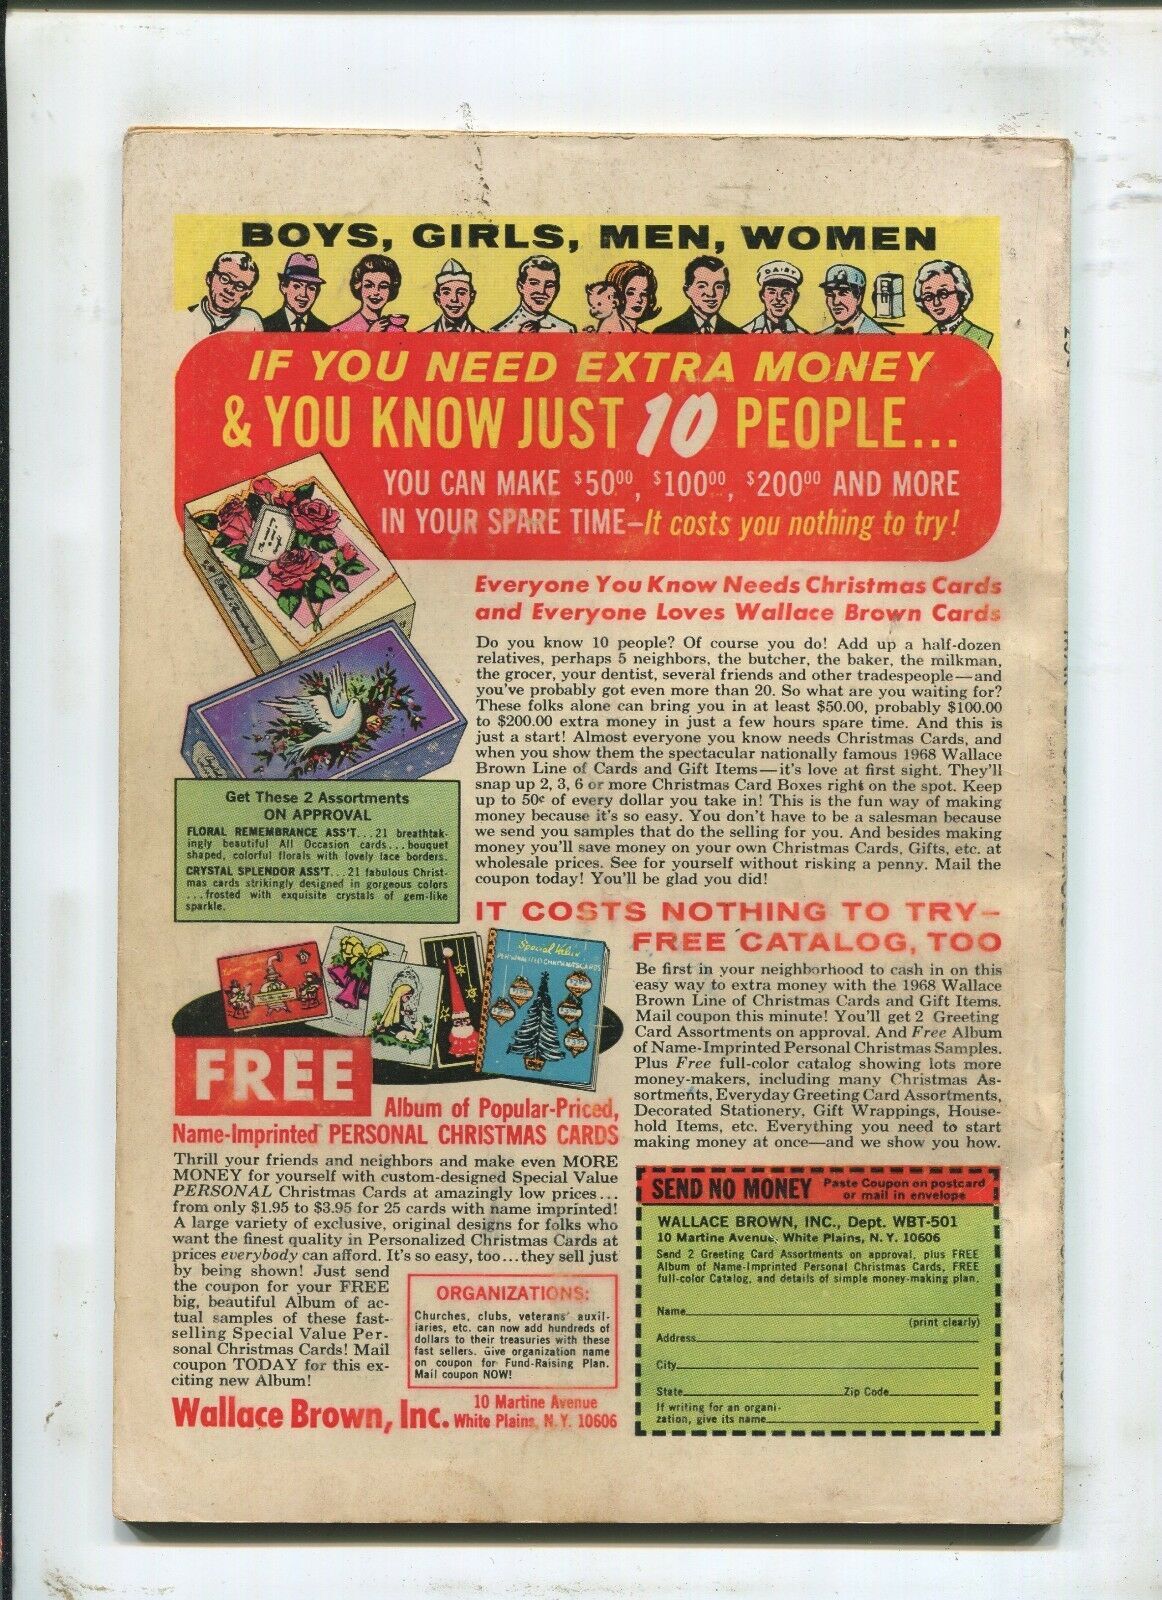 BOYS, GIRLS, MEN, WOMEN
DAIRY
IF YOU NEED EXTRA MONEY
& YOU KNOW JUST 10 PEOPLE...
YOU CAN MAKE $50⁰⁰, $100⁰⁰, $200⁰⁰ AND MORE
IN YOUR SPARE TIME—It costs you nothing to try!
Everyone You Know Needs Christmas Cards
and Everyone Loves Wallace Brown Cards
Do you know 10 people? Of course you do! Add up a half-dozen
relatives, perhaps 5 neighbors, the butcher, the baker, the milkman,
the grocer, your dentist, several friends and other tradespeople—and
you've probably got even more than 20. So what are you waiting for?
These folks alone can bring you in at least $50.00, probably $100.00
to $200.00 extra money in just a few hours spare time. And this is
just a start! Almost everyone you know needs Christmas Cards, and
when you show them the spectacular nationally famous 1968 Wallace
Brown Line of Cards and Gift Items—it's love at first sight. They'll
snap up 2, 3, 6 or more Christmas Card Boxes right on the spot. Keep
up to 50¢ of every dollar you take in! This is the fun way of making
money because it's so easy. You don't have to be a salesman because
we send you samples that do the selling for you. And besides making
money you'll save money on your own Christmas Cards, Gifts, etc. at
wholesale prices. See for yourself without risking a penny. Mail the
coupon today! You'll be glad you did!
Get These 2 Assortments
ON APPROVAL
FLORAL REMEMBRANCE ASS'T...21 breathtak-
ingly beautiful All Occasion cards...bouquet
shaped, colorful florals with lovely lace borders.
CRYSTAL SPLENDOR ASS'T...21 fabulous Christ-
mas cards strikingly designed in gorgeous colors
...frosted with exquisite crystals of gem-like
sparkle.
IT COSTS NOTHING TO TRY—
FREE CATALOG, TOO
Be first in your neighborhood to cash in on this
easy way to extra money with the 1968 Wallace
Brown Line of Christmas Cards and Gift Items.
Mail coupon this minute! You'll get 2 Greeting
Card Assortments on approval. And Free Album
of Name-Imprinted Personal Christmas Samples.
Plus Free full-color catalog showing lots more
money-makers, including many Christmas As-
sortments, Everyday Greeting Card Assortments,
Decorated Stationery, Gift Wrappings, House-
hold Items, etc. Everything you need to start
making money at once—and we show you how.
Special Value
PERSONALIZED CHRISTMAS CARDS
FREE
Album of Popular-Priced,
Name-Imprinted PERSONAL CHRISTMAS CARDS
Thrill your friends and neighbors and make even MORE
MONEY for yourself with custom-designed Special Value
PERSONAL Christmas Cards at amazingly low prices...
from only $1.95 to $3.95 for 25 cards with name imprinted!
A large variety of exclusive, original designs for folks who
want the finest quality in Personalized Christmas Cards at
prices everybody can afford. It's so easy, too...they sell just
by being shown! Just send
the coupon for your FREE
big, beautiful Album of ac-
tual samples of these fast-
selling Special Value Per-
sonal Christmas Cards! Mail
coupon TODAY for this ex-
citing new Album!
ORGANIZATIONS:
Churches, clubs, veterans' auxil-
iaries, etc. can now add hundreds of
dollars to their treasuries with these
fast sellers. Give organization name
on coupon for Fund-Raising Plan.
Mail coupon NOW!
Wallace Brown, Inc. 10 Martine Avenue
White Plains, N. Y. 10606
SEND NO MONEY Paste Coupon on postcard
or mail in envelope
WALLACE BROWN, INC., Dept. WBT-501
10 Martine Avenue, White Plains, N. Y. 10606
Send 2 Greeting Card Assortments on approval, plus FREE
Album of Name-Imprinted Personal Christmas Cards, FREE
full-color Catalog, and details of simple money-making plan.
Name
(print clearly)
Address
City
State Zip Code
If writing for an organi-
zation, give its name